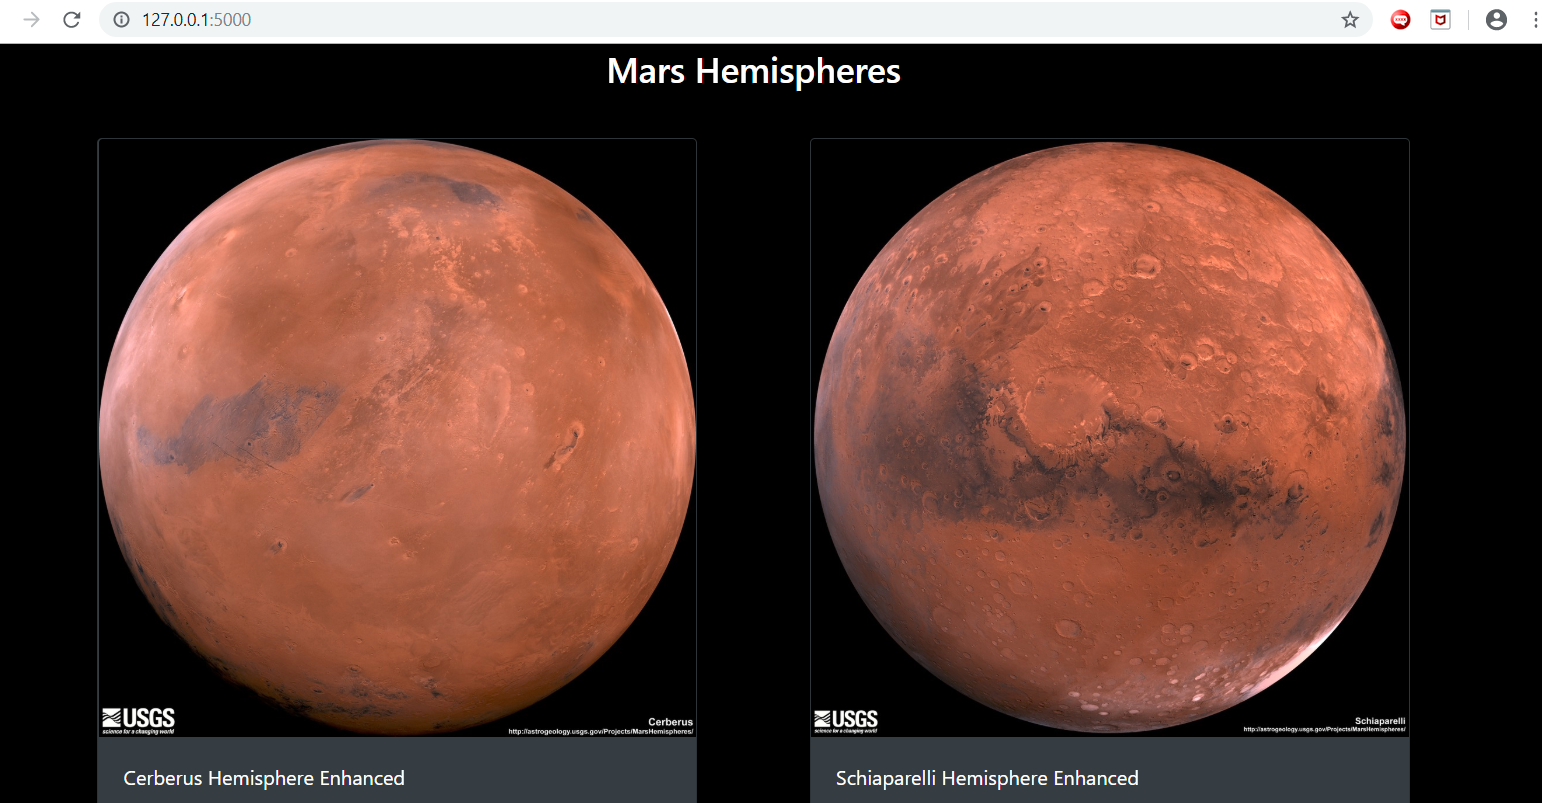 127.0.0.1:5000
Mars Hemispheres
USGS
science for a changing world
Cerberus
http://astrogeology.usgs.gov/Projects/MarsHemispheres/
USGS
science for a changing world
Schiaparelli
http://astrogeology.usgs.gov/Projects/MarsHemispheres/
Cerberus Hemisphere Enhanced
Schiaparelli Hemisphere Enhanced